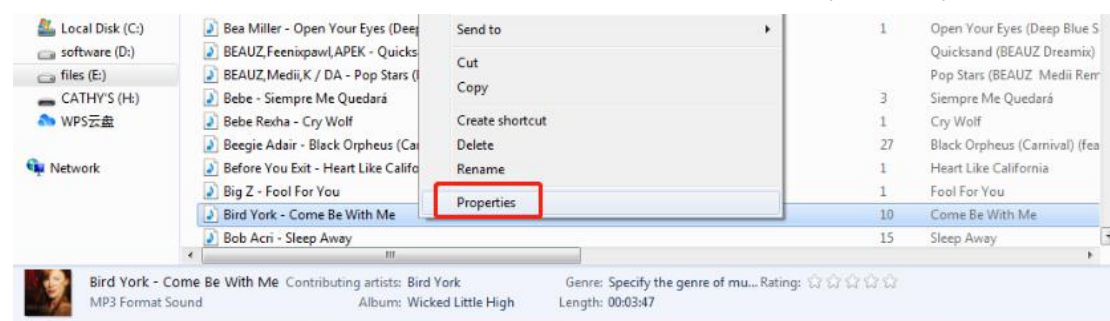 Local Disk (C:) Bea Miller - Open Your Eyes (Deep Send to 1 Open Your Eyes (Deep Blue S
software (D:) BEAUZ,Feenixpawl,APEK - Quicks Quicksand (BEAUZ Dreamix)
Cut
files (E:) BEAUZ,Medii,K / DA - Pop Stars ( Pop Stars (BEAUZ Medii Rem
Copy
CATHY'S (H:) Bebe - Siempre Me Quedará 3 Siempre Me Quedará
WPS云盘 Bebe Rexha - Cry Wolf Create shortcut 1 Cry Wolf
Beegie Adair - Black Orpheus (Car Delete 27 Black Orpheus (Carnival) (fea
Network Before You Exit - Heart Like Califo Rename 1 Heart Like California
Big Z - Fool For You 1 Fool For You
Properties
Bird York - Come Be With Me 10 Come Be With Me
Bob Acri - Sleep Away 15 Sleep Away
Bird York - Come Be With Me Contributing artists: Bird York Genre: Specify the genre of mu... Rating:
MP3 Format Sound Album: Wicked Little High Length: 00:03:47